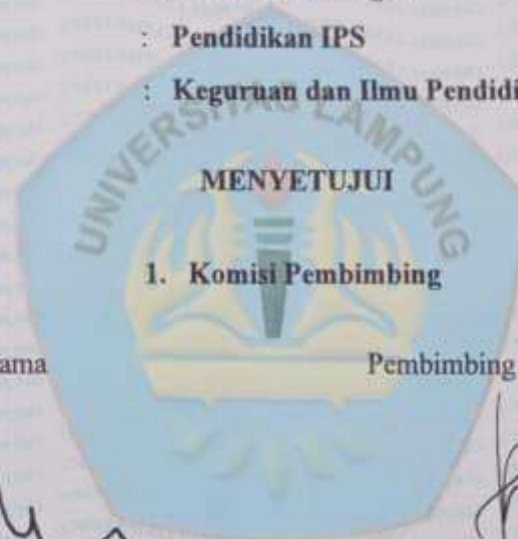 : Pendidikan IPS
: Keguruan dan Ilmu Pendidi
UNIVERSITAS LAMPUNG
MENYETUJUI
1. Komisi Pembimbing
ama Pembimbing